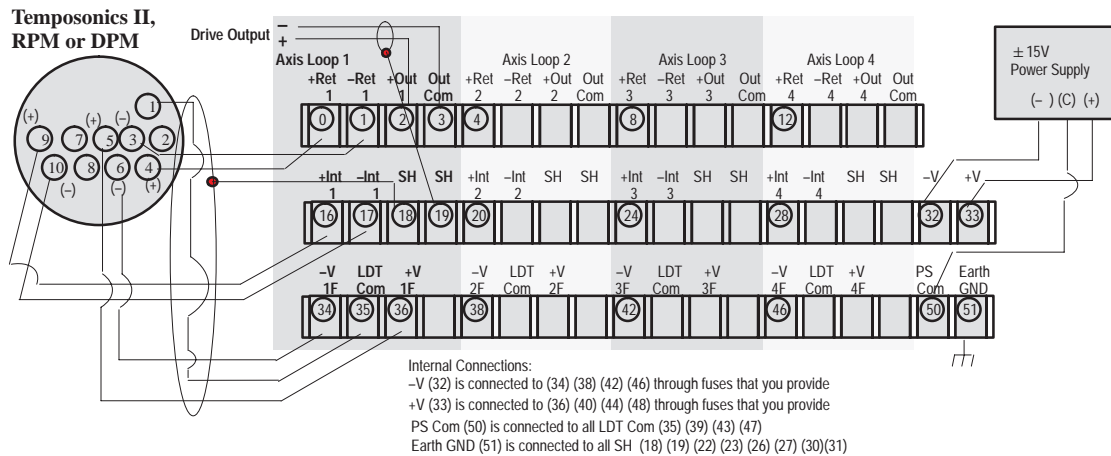 Temposonics II,
RPM or DPM
Drive Output
–
+
Axis Loop 1
Axis Loop 2
Axis Loop 3
Axis Loop 4
+Ret 1 –Ret 1 +Out 1 Out Com
+Ret 2 –Ret 2 +Out 2 Out Com
+Ret 3 –Ret 3 +Out 3 Out Com
+Ret 4 –Ret 4 +Out 4 Out Com
0 1 2 3 4 8 12
± 15V
Power Supply
(– ) (C) (+)
1
(+) (+) (–)
9 7 5 3 2
10 8 6 4
(–) (–) (+)
+Int 1 –Int 1 SH SH
+Int 2 –Int 2 SH SH
+Int 3 –Int 3 SH SH
+Int 4 –Int 4 SH SH
–V +V
16 17 18 19 20 24 28 32 33
–V 1F LDT Com +V 1F
–V 2F LDT Com +V 2F
–V 3F LDT Com +V 3F
–V 4F LDT Com +V 4F
PS Com Earth GND
34 35 36 38 42 46 50 51
Internal Connections:
–V (32) is connected to (34) (38) (42) (46) through fuses that you provide
+V (33) is connected to (36) (40) (44) (48) through fuses that you provide
PS Com (50) is connected to all LDT Com (35) (39) (43) (47)
Earth GND (51) is connected to all SH (18) (19) (22) (23) (26) (27) (30)(31)